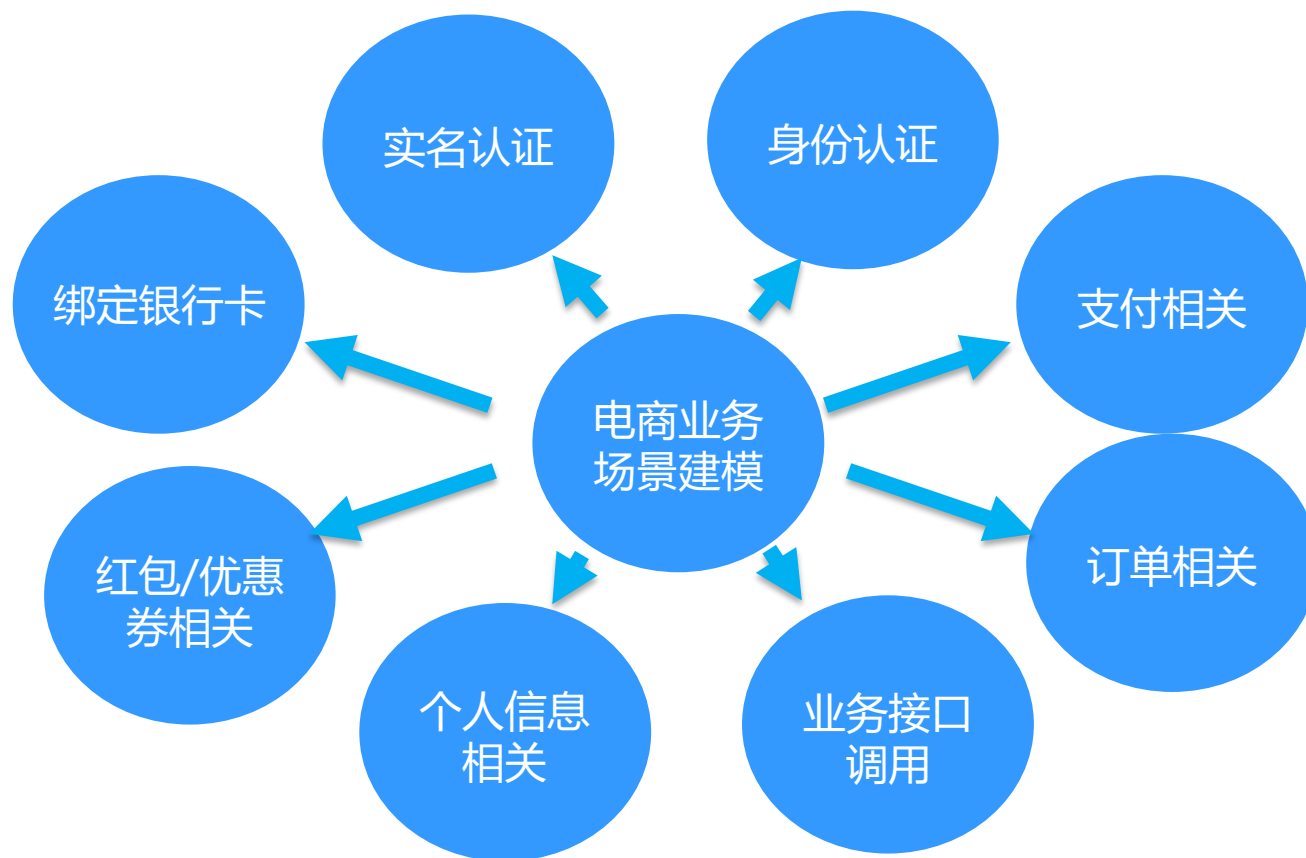 实名认证
身份认证
绑定银行卡
支付相关
电商业务
场景建模
红包/优惠
券相关
订单相关
个人信息
相关
业务接口
调用